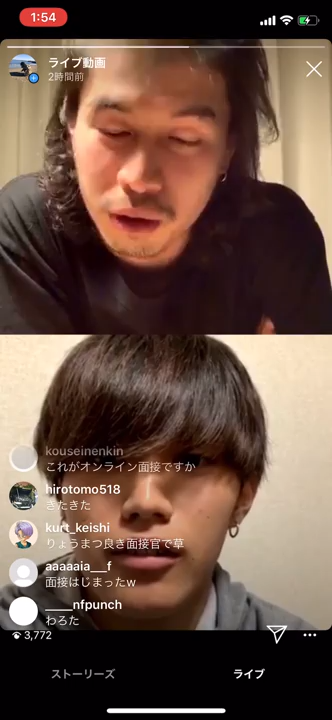 1:54
ライブ動画
2時間前
kouseinenkin
これがオンライン面接ですか
hirotomo518
きたきた
kurt_keishi
りょうまつ良き面接官で草
aaaaaia___f
面接はじまったw
____nfpunch
わろた
3,772
ストーリーズ
ライブ